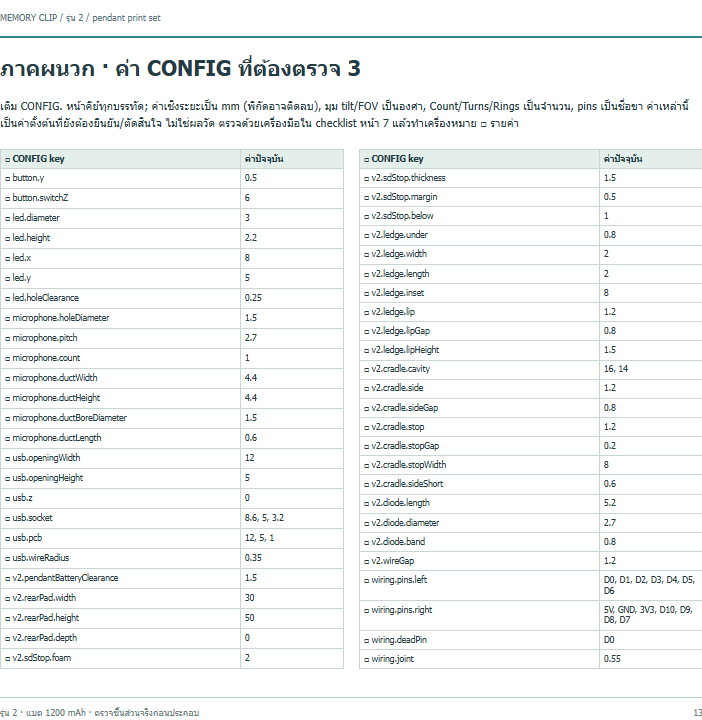 MEMORY CLIP / รุ่น 2 / pendant print set
ภาคผนวก · ค่า CONFIG ที่ต้องตรวจ 3
เติม CONFIG. หน้าคีย์ทุกบรรทัด; ค่าเชิงระยะเป็น mm (พิกัดอาจติดลบ), มุม tilt/FOV เป็นองศา, Count/Turns/Rings เป็นจำนวน, pins เป็นชื่อขา ค่าเหล่านี้
เป็นค่าตั้งต้นที่ยังต้องยืนยัน/ตัดสินใจ ไม่ใช่ผลวัด ตรวจด้วยเครื่องมือใน checklist หน้า 7 แล้วทำเครื่องหมาย □ รายค่า
□ CONFIG key ค่าปัจจุบัน
□ button.y 0.5
□ button.switchZ 6
□ led.diameter 3
□ led.height 2.2
□ led.x 8
□ led.y 5
□ led.holeClearance 0.25
□ microphone.holeDiameter 1.5
□ microphone.pitch 2.7
□ microphone.count 1
□ microphone.ductWidth 4.4
□ microphone.ductHeight 4.4
□ microphone.ductBoreDiameter 1.5
□ microphone.ductLength 0.6
□ usb.openingWidth 12
□ usb.openingHeight 5
□ usb.z 0
□ usb.socket 8.6, 5, 3.2
□ usb.pcb 12, 5, 1
□ usb.wireRadius 0.35
□ v2.pendantBatteryClearance 1.5
□ v2.rearPad.width 30
□ v2.rearPad.height 50
□ v2.rearPad.depth 0
□ v2.sdStop.foam 2
□ CONFIG key ค่าปัจจุบัน
□ v2.sdStop.thickness 1.5
□ v2.sdStop.margin 0.5
□ v2.sdStop.below 1
□ v2.ledge.under 0.8
□ v2.ledge.width 2
□ v2.ledge.length 2
□ v2.ledge.inset 8
□ v2.ledge.lip 1.2
□ v2.ledge.lipGap 0.8
□ v2.ledge.lipHeight 1.5
□ v2.cradle.cavity 16, 14
□ v2.cradle.side 1.2
□ v2.cradle.sideGap 0.8
□ v2.cradle.stop 1.2
□ v2.cradle.stopGap 0.2
□ v2.cradle.stopWidth 8
□ v2.cradle.sideShort 0.6
□ v2.diode.length 5.2
□ v2.diode.diameter 2.7
□ v2.diode.band 0.8
□ v2.wireGap 1.2
□ wiring.pins.left D0, D1, D2, D3, D4, D5,
D6
□ wiring.pins.right 5V, GND, 3V3, D10, D9,
D8, D7
□ wiring.deadPin D0
□ wiring.joint 0.55
รุ่น 2 · แบต 1200 mAh · ตรวจชิ้นส่วนจริงก่อนประกอบ
13